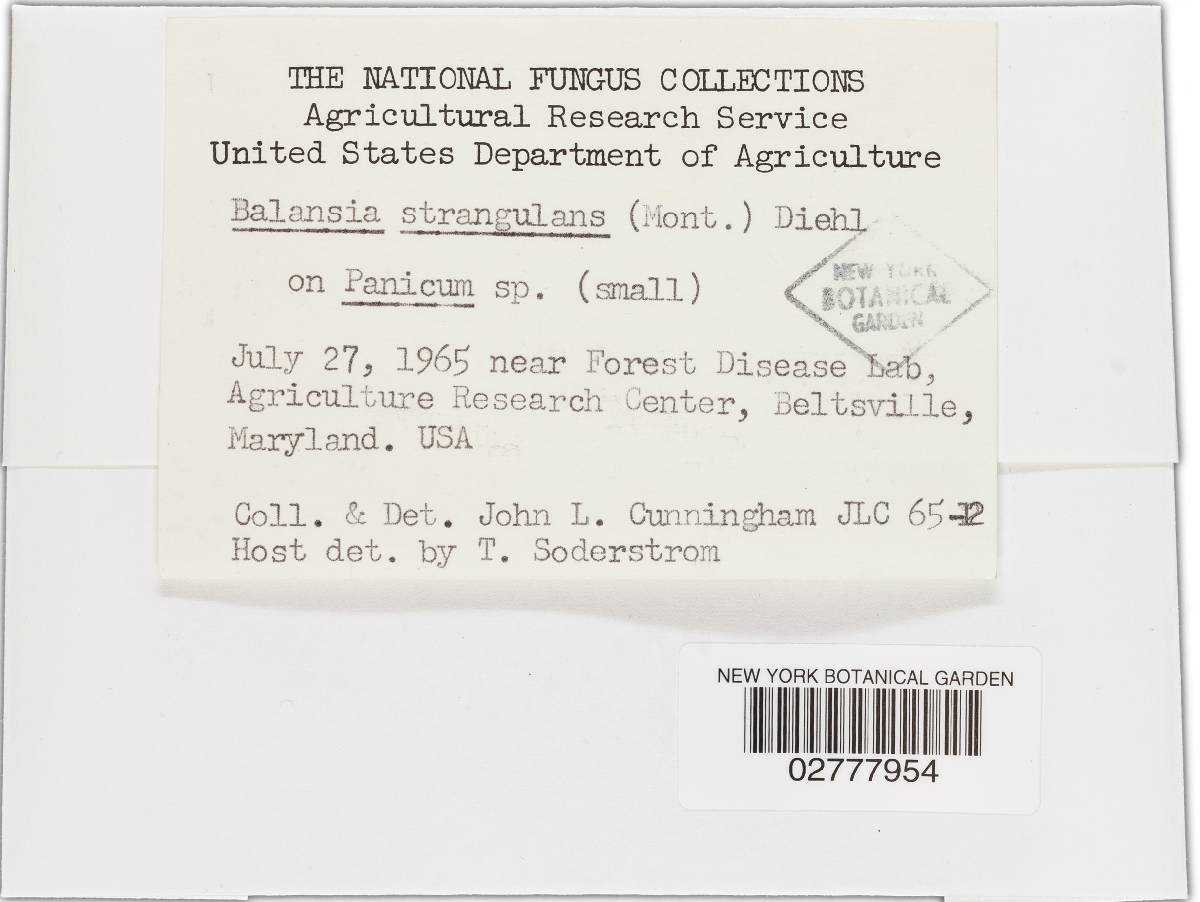 THE NATIONAL FUNGUS COLLECTIONS
Agricultural Research Service
United States Department of Agriculture
Balansia strangulans (Mont.) Diehl
on Panicum sp. (small)
NEW YORK
BOTANICAL
GARDEN
July 27, 1965 near Forest Disease Lab,
Agriculture Research Center, Beltsville,
Maryland. USA
Coll. & Det. John L. Cunningham JLC 65-12
Host det. by T. Soderstrom
NEW YORK BOTANICAL GARDEN
02777954